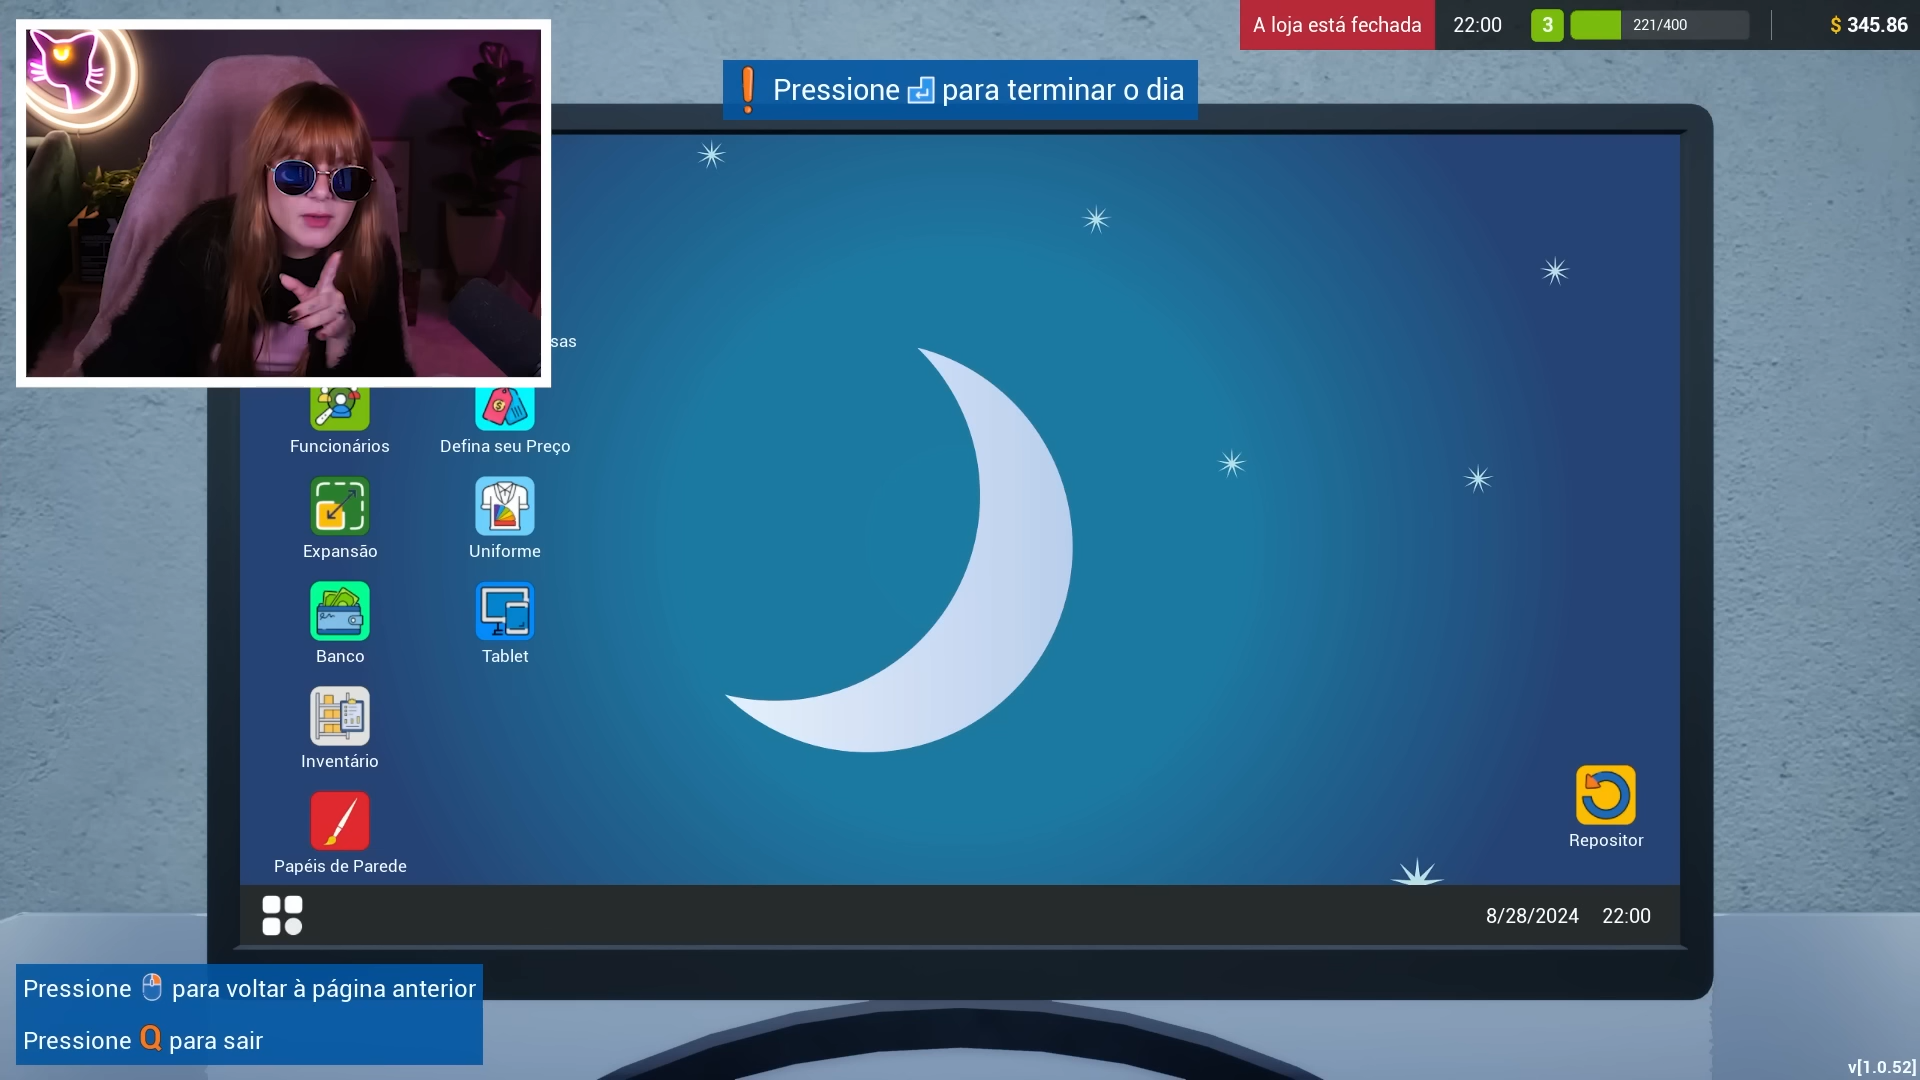 A loja está fechada
22:00
3
221/400
$ 345.86
Pressione para terminar o dia
sas
Funcionários
Defina seu Preço
Expansão
Uniforme
Banco
Tablet
Inventário
Papéis de Parede
Repositor
8/28/2024 22:00
Pressione para voltar à página anterior
Pressione Q para sair
v[1.0.52]